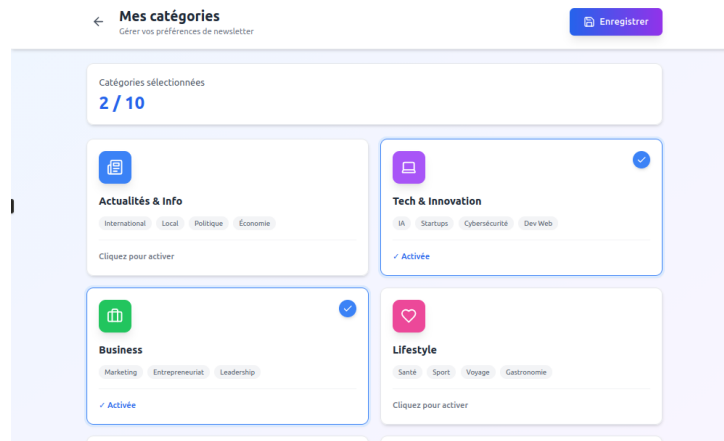 Mes catégories
Gérer vos préférences de newsletter
Enregistrer
Catégories sélectionnées
2 / 10
Actualités & Info
International Local Politique Économie
Cliquez pour activer
Tech & Innovation
IA Startups Cybersécurité Dev Web
✓ Activée
Business
Marketing Entrepreneuriat Leadership
✓ Activée
Lifestyle
Santé Sport Voyage Gastronomie
Cliquez pour activer